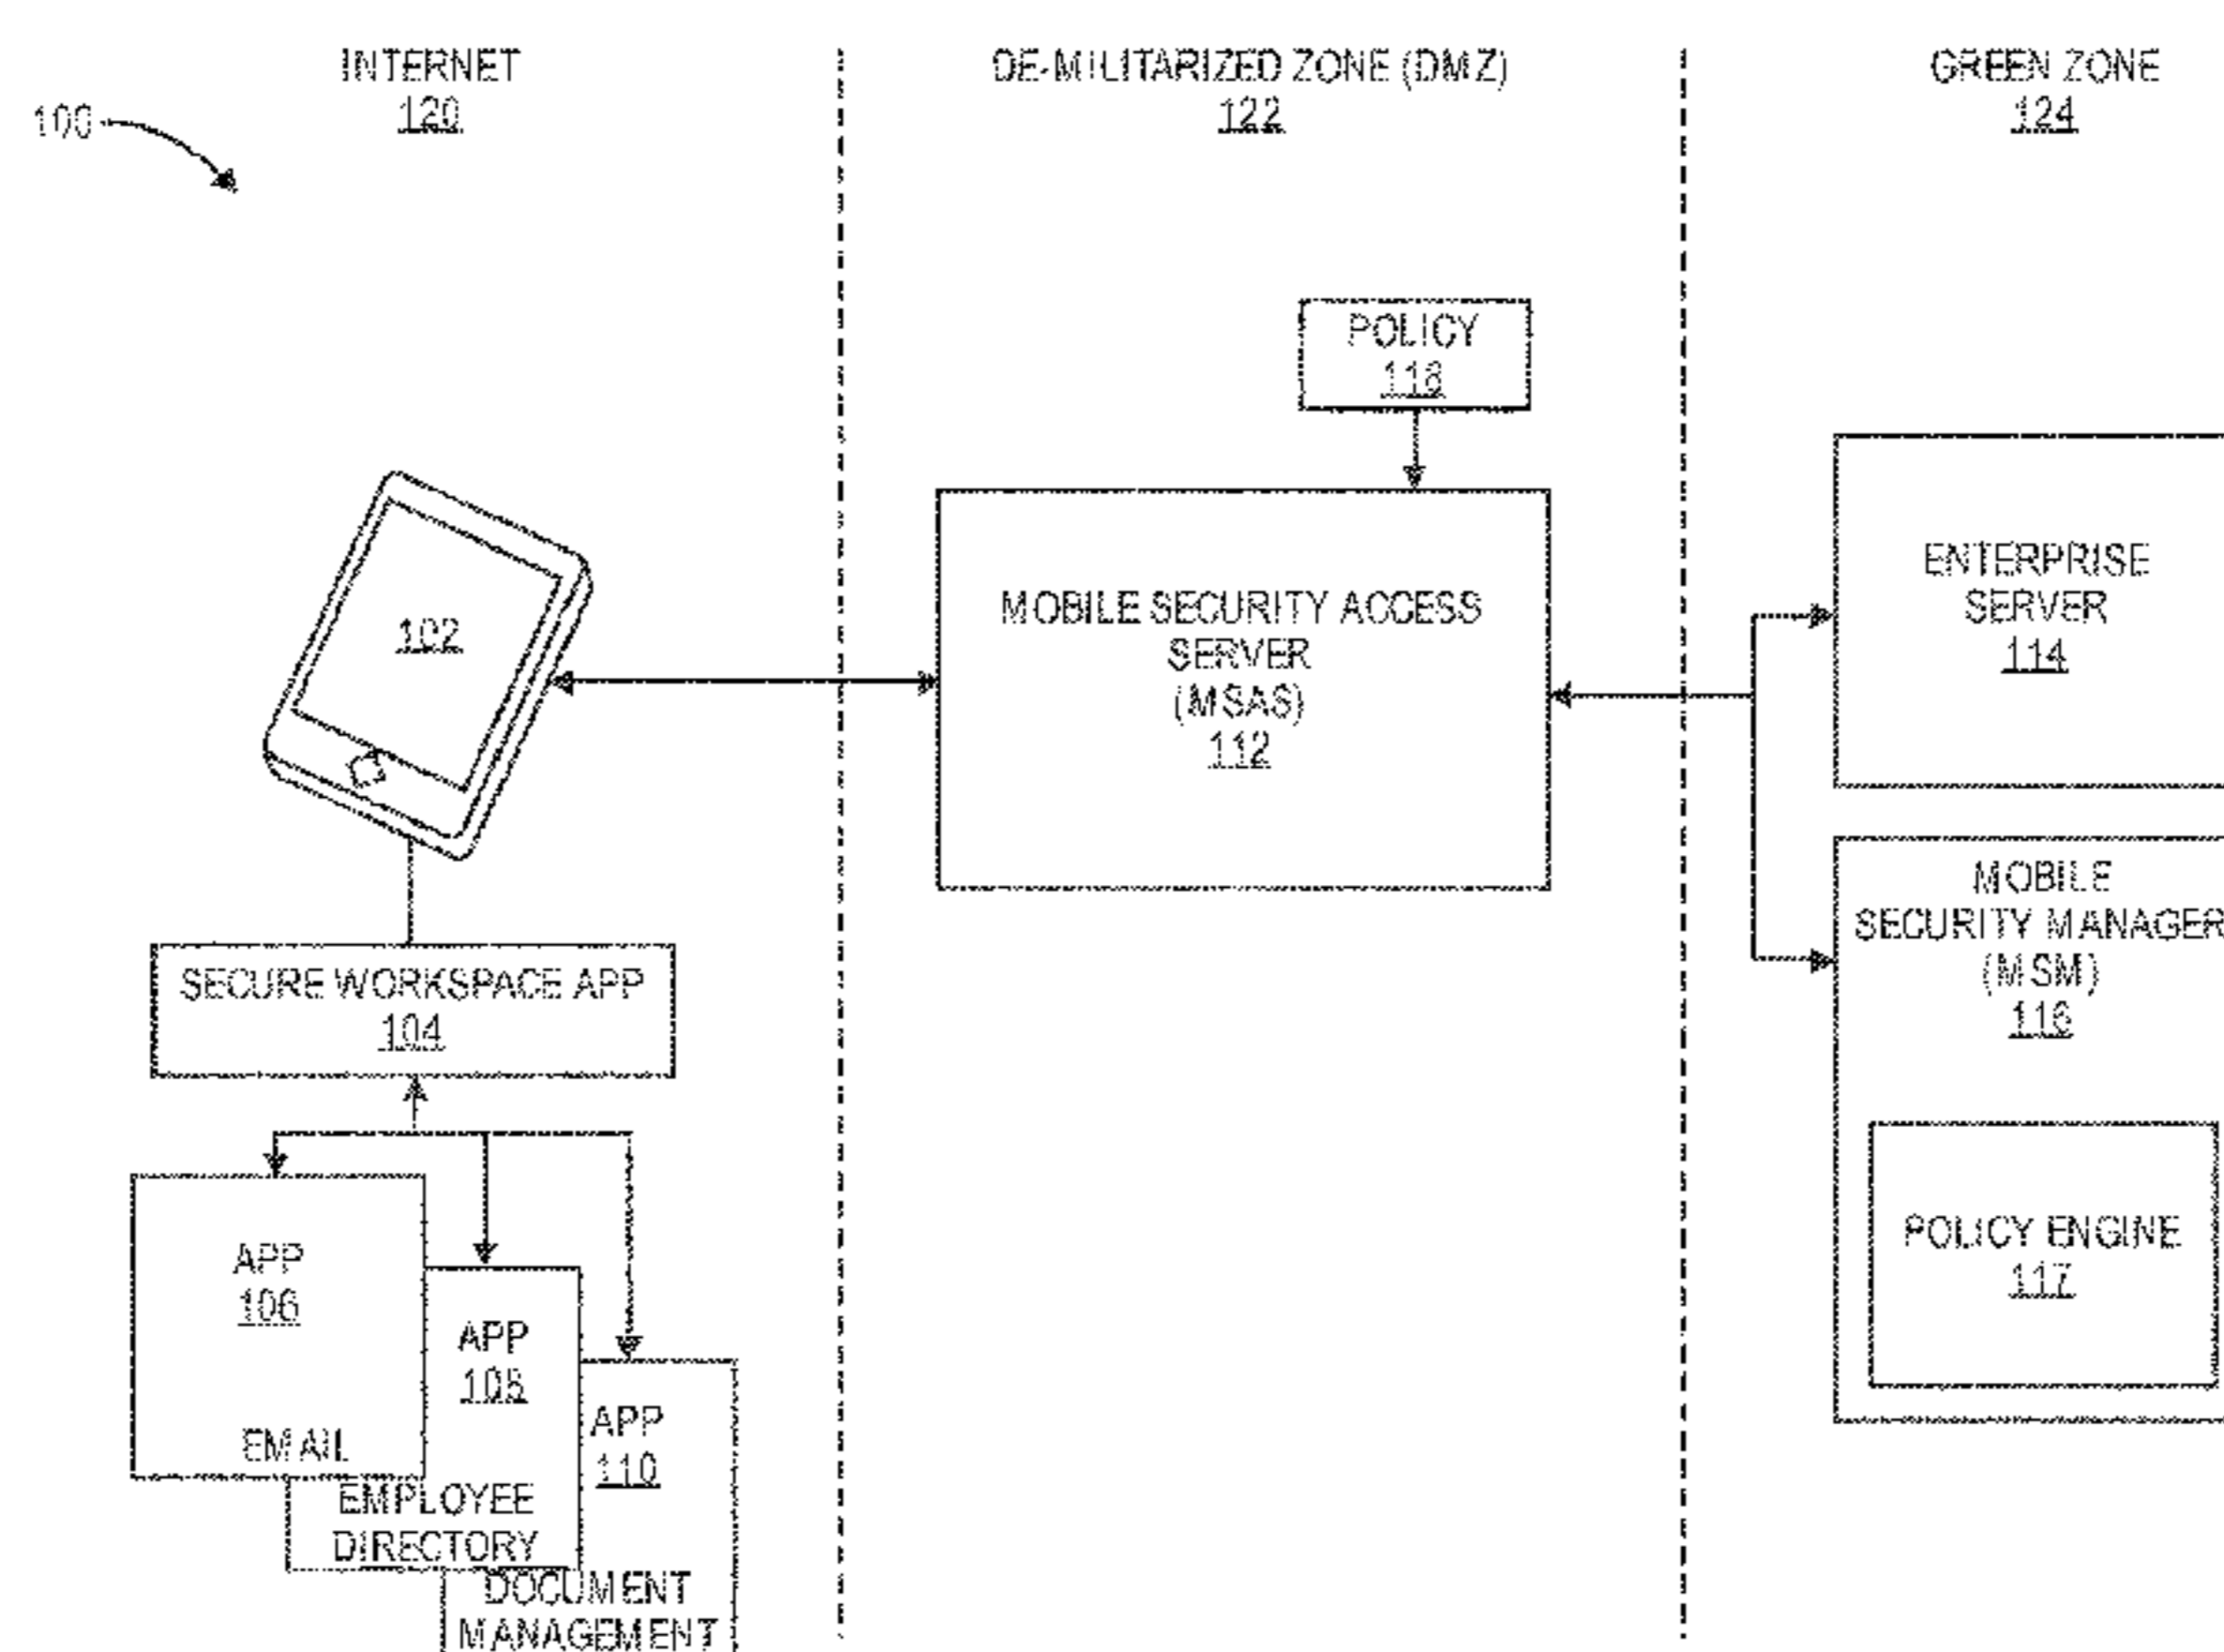 INTERNET
120
DE-MILITARIZED ZONE (DMZ)
122
GREEN ZONE
124
100
POLICY
118
102
MOBILE SECURITY ACCESS
SERVER
(MSAS)
112
ENTERPRISE
SERVER
114
MOBILE
SECURITY MANAGER
(MSM)
116
POLICY ENGINE
117
SECURE WORKSPACE APP
104
APP
106
EMAIL
APP
108
EMPLOYEE
DIRECTORY
APP
110
DOCUMENT
MANAGEMENT